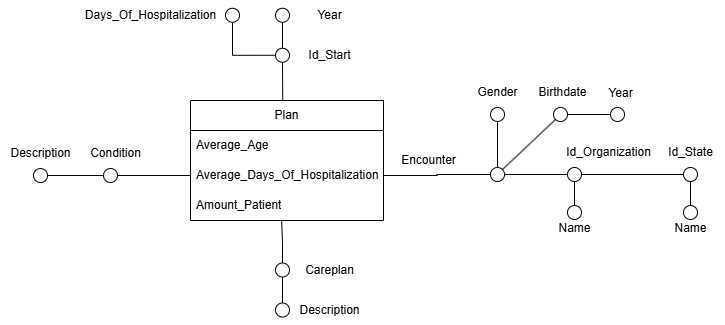 Days_Of_Hospitalization
Year
Id_Start
Plan
Average_Age
Average_Days_Of_Hospitalization
Amount_Patient
Description
Condition
Encounter
Gender
Birthdate
Year
Id_Organization
Id_State
Name
Name
Careplan
Description